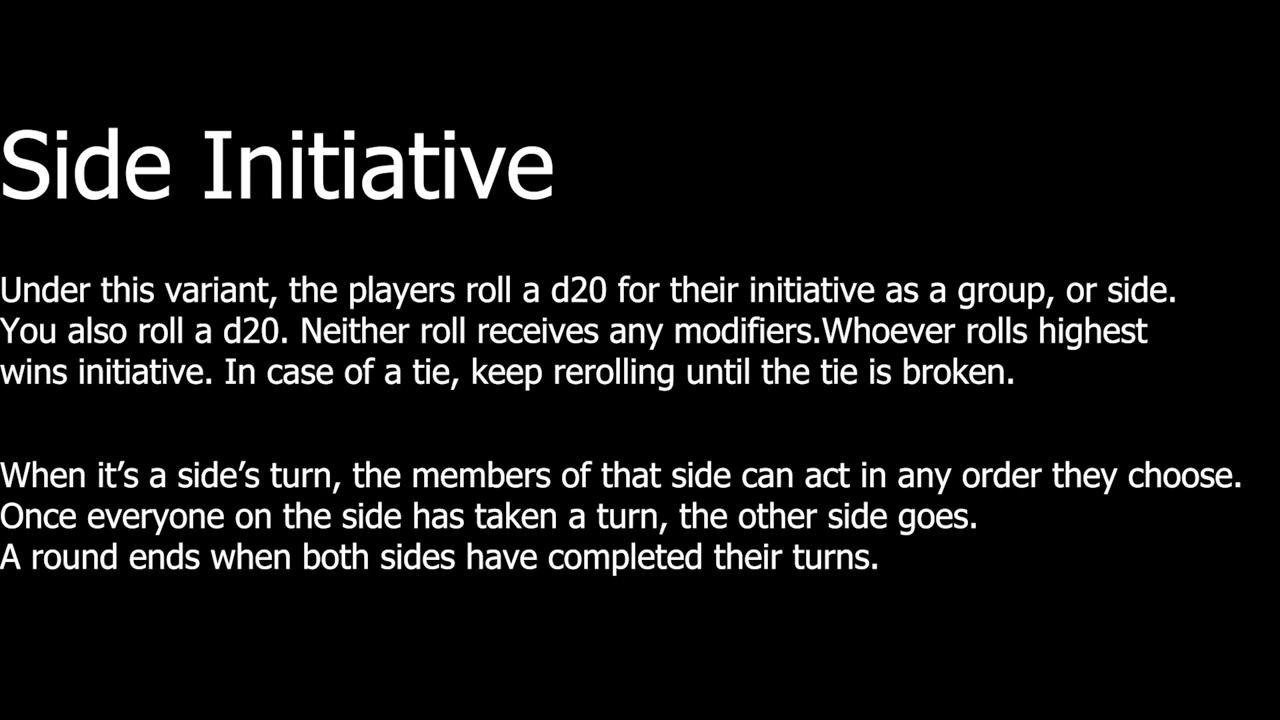 Side Initiative
Under this variant, the players roll a d20 for their initiative as a group, or side.
You also roll a d20. Neither roll receives any modifiers.Whoever rolls highest
wins initiative. In case of a tie, keep rerolling until the tie is broken.
When it’s a side’s turn, the members of that side can act in any order they choose.
Once everyone on the side has taken a turn, the other side goes.
A round ends when both sides have completed their turns.